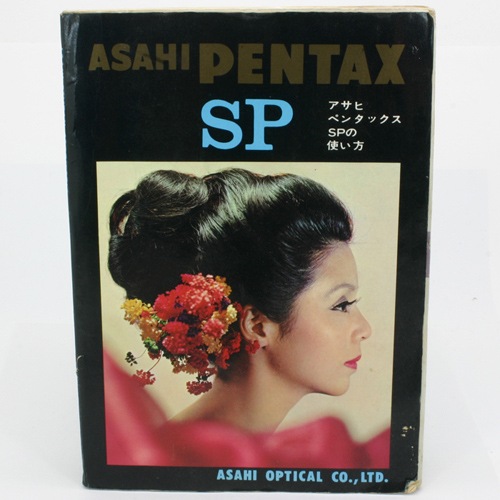 ASAHI PENTAX
SP
アサヒ
ペンタックス
SPの
使い方
ASAHI OPTICAL CO.,LTD.